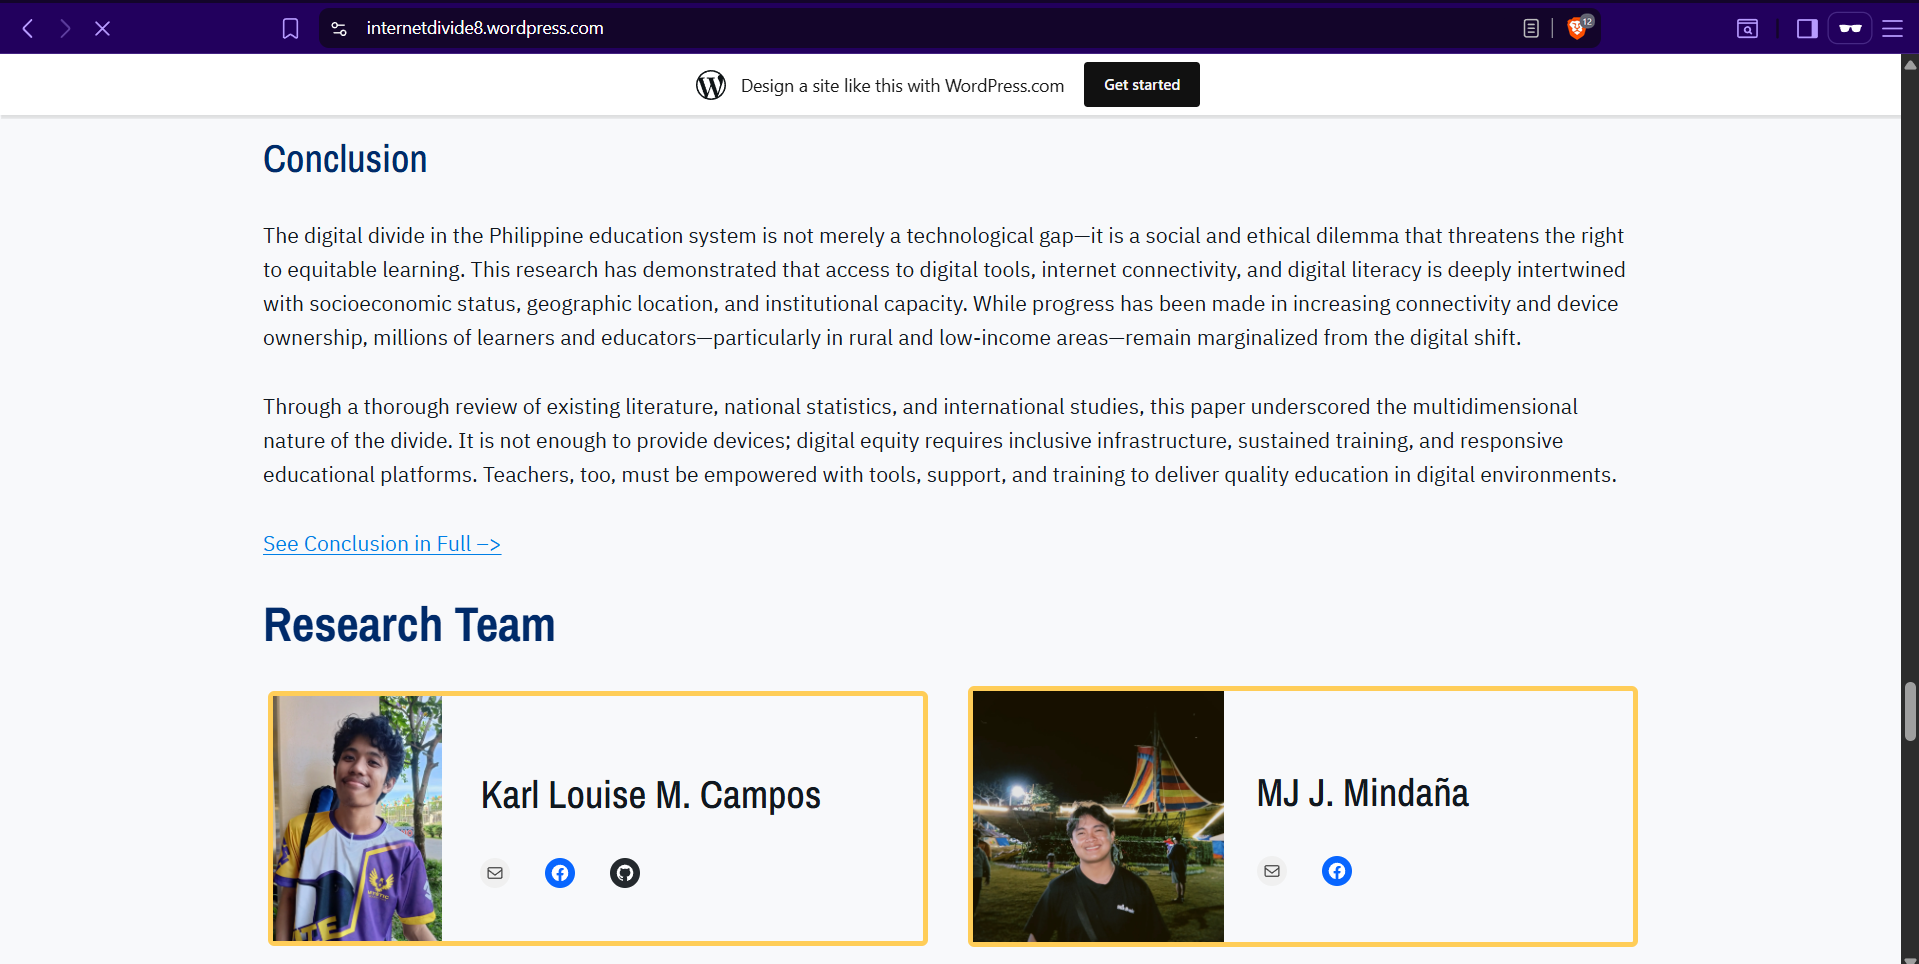 internetdivide8.wordpress.com
12
Design a site like this with WordPress.com
Get started
Conclusion
The digital divide in the Philippine education system is not merely a technological gap—it is a social and ethical dilemma that threatens the right
to equitable learning. This research has demonstrated that access to digital tools, internet connectivity, and digital literacy is deeply intertwined
with socioeconomic status, geographic location, and institutional capacity. While progress has been made in increasing connectivity and device
ownership, millions of learners and educators—particularly in rural and low-income areas—remain marginalized from the digital shift.
Through a thorough review of existing literature, national statistics, and international studies, this paper underscored the multidimensional
nature of the divide. It is not enough to provide devices; digital equity requires inclusive infrastructure, sustained training, and responsive
educational platforms. Teachers, too, must be empowered with tools, support, and training to deliver quality education in digital environments.
See Conclusion in Full –>
Research Team
Karl Louise M. Campos
MJ J. Mindaña